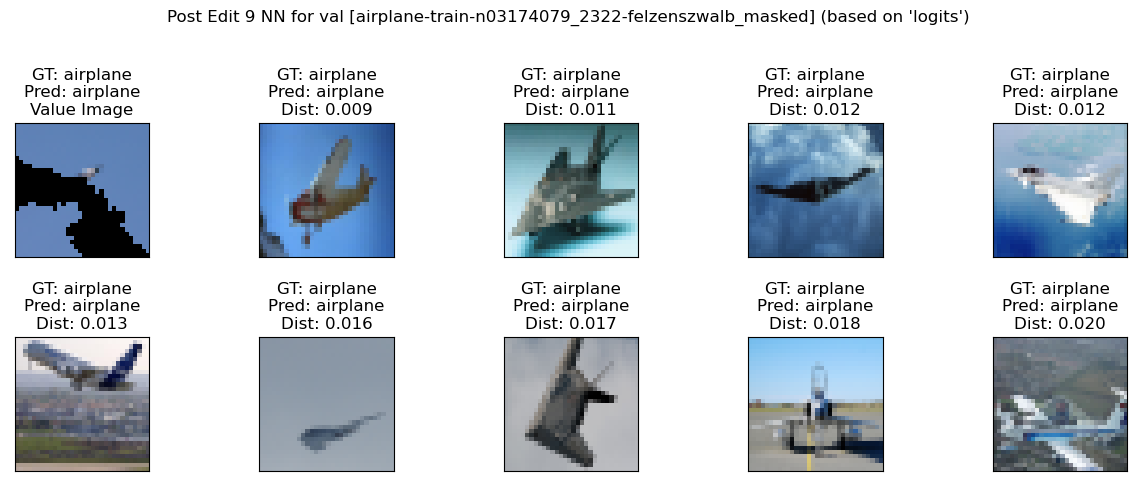 Post Edit 9 NN for val [airplane-train-n03174079_2322-felzenszwalb_masked] (based on 'logits')
GT: airplane
Pred: airplane
Value Image
GT: airplane
Pred: airplane
Dist: 0.009
GT: airplane
Pred: airplane
Dist: 0.011
GT: airplane
Pred: airplane
Dist: 0.012
GT: airplane
Pred: airplane
Dist: 0.012
GT: airplane
Pred: airplane
Dist: 0.013
GT: airplane
Pred: airplane
Dist: 0.016
GT: airplane
Pred: airplane
Dist: 0.017
GT: airplane
Pred: airplane
Dist: 0.018
GT: airplane
Pred: airplane
Dist: 0.020